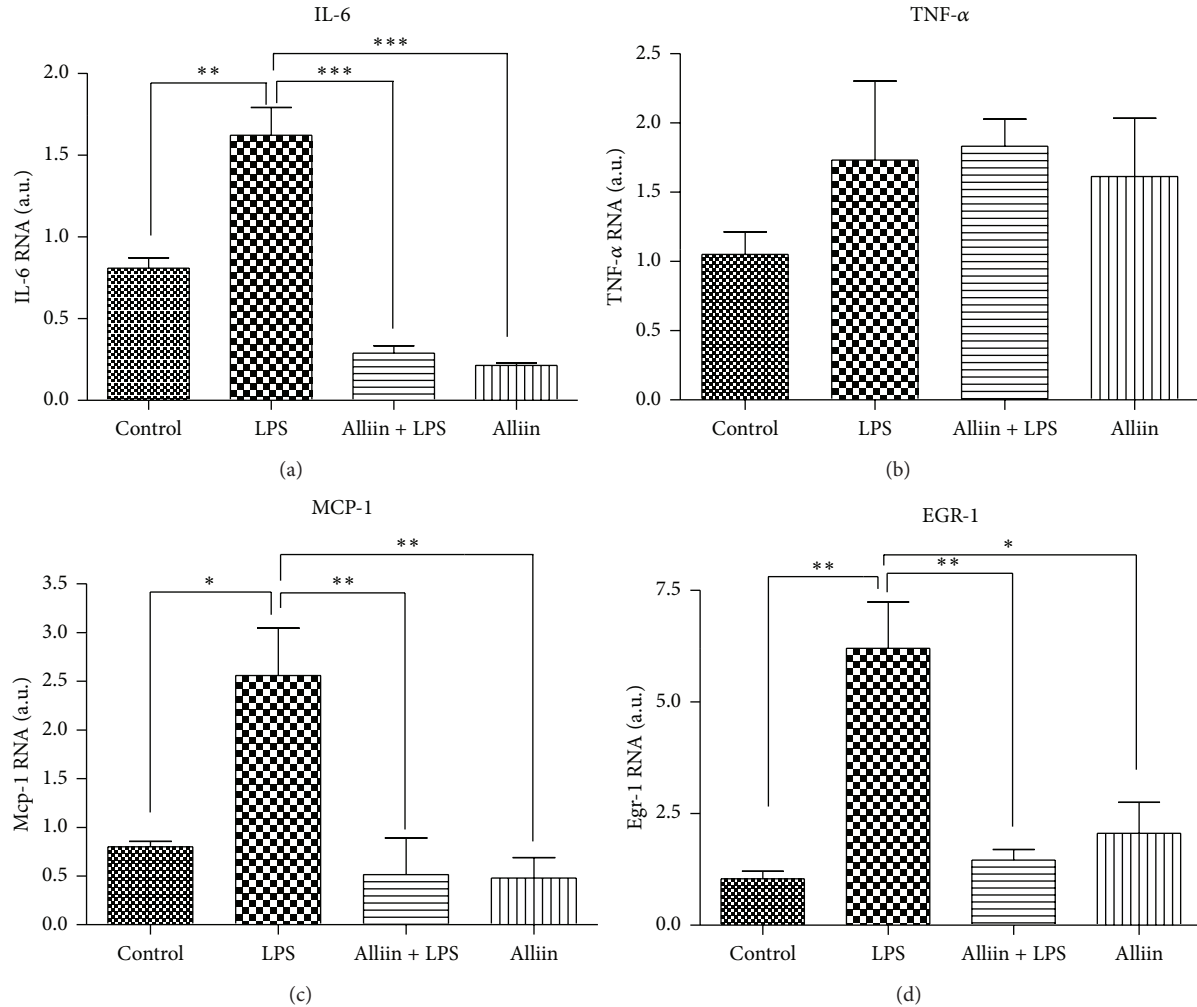 IL-6
***
** ***
2.0
1.5
1.0
0.5
0.0
IL-6 RNA (a.u.)
Control LPS Alliin + LPS Alliin
(a)
TNF-α
2.5
2.0
1.5
1.0
0.5
0.0
TNF-α RNA (a.u.)
Control LPS Alliin + LPS Alliin
(b)
MCP-1
**
* **
3.5
3.0
2.5
2.0
1.5
1.0
0.5
0.0
Mcp-1 RNA (a.u.)
Control LPS Alliin + LPS Alliin
(c)
EGR-1
*
** **
7.5
5.0
2.5
0.0
Egr-1 RNA (a.u.)
Control LPS Alliin + LPS Alliin
(d)